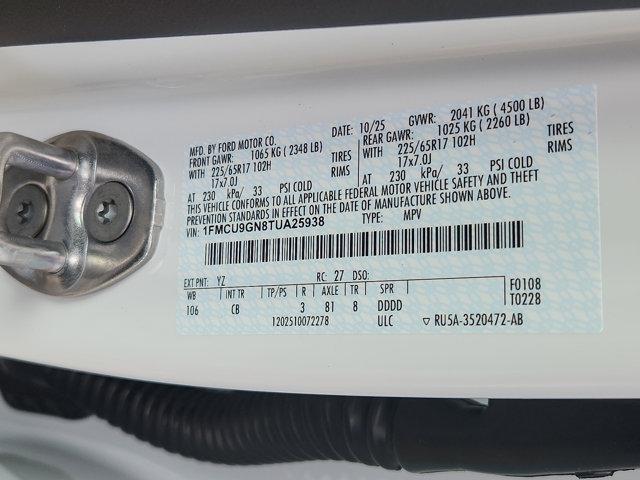 MFD. BY FORD MOTOR CO. DATE: 10/25 GVWR: 2041 KG ( 4500 LB)
FRONT GAWR: 1065 KG ( 2348 LB) REAR GAWR: 1025 KG ( 2260 LB)
WITH 225/65R17 102H TIRES WITH 225/65R17 102H TIRES
17x7.0J RIMS 17x7.0J RIMS
AT 230 kPa/ 33 PSI COLD AT 230 kPa/ 33 PSI COLD
THIS VEHICLE CONFORMS TO ALL APPLICABLE FEDERAL MOTOR VEHICLE SAFETY AND THEFT
PREVENTION STANDARDS IN EFFECT ON THE DATE OF MANUFACTURE SHOWN ABOVE.
VIN: 1FMCU9GN8TUA25938 TYPE: MPV
EXT PNT: YZ RC: 27 DSO:
WB INT TR TP/PS R AXLE TR SPR F0108
106 CB 3 81 8 DDDD T0228
1202510072278 ULC ▽ RU5A-3520472-AB